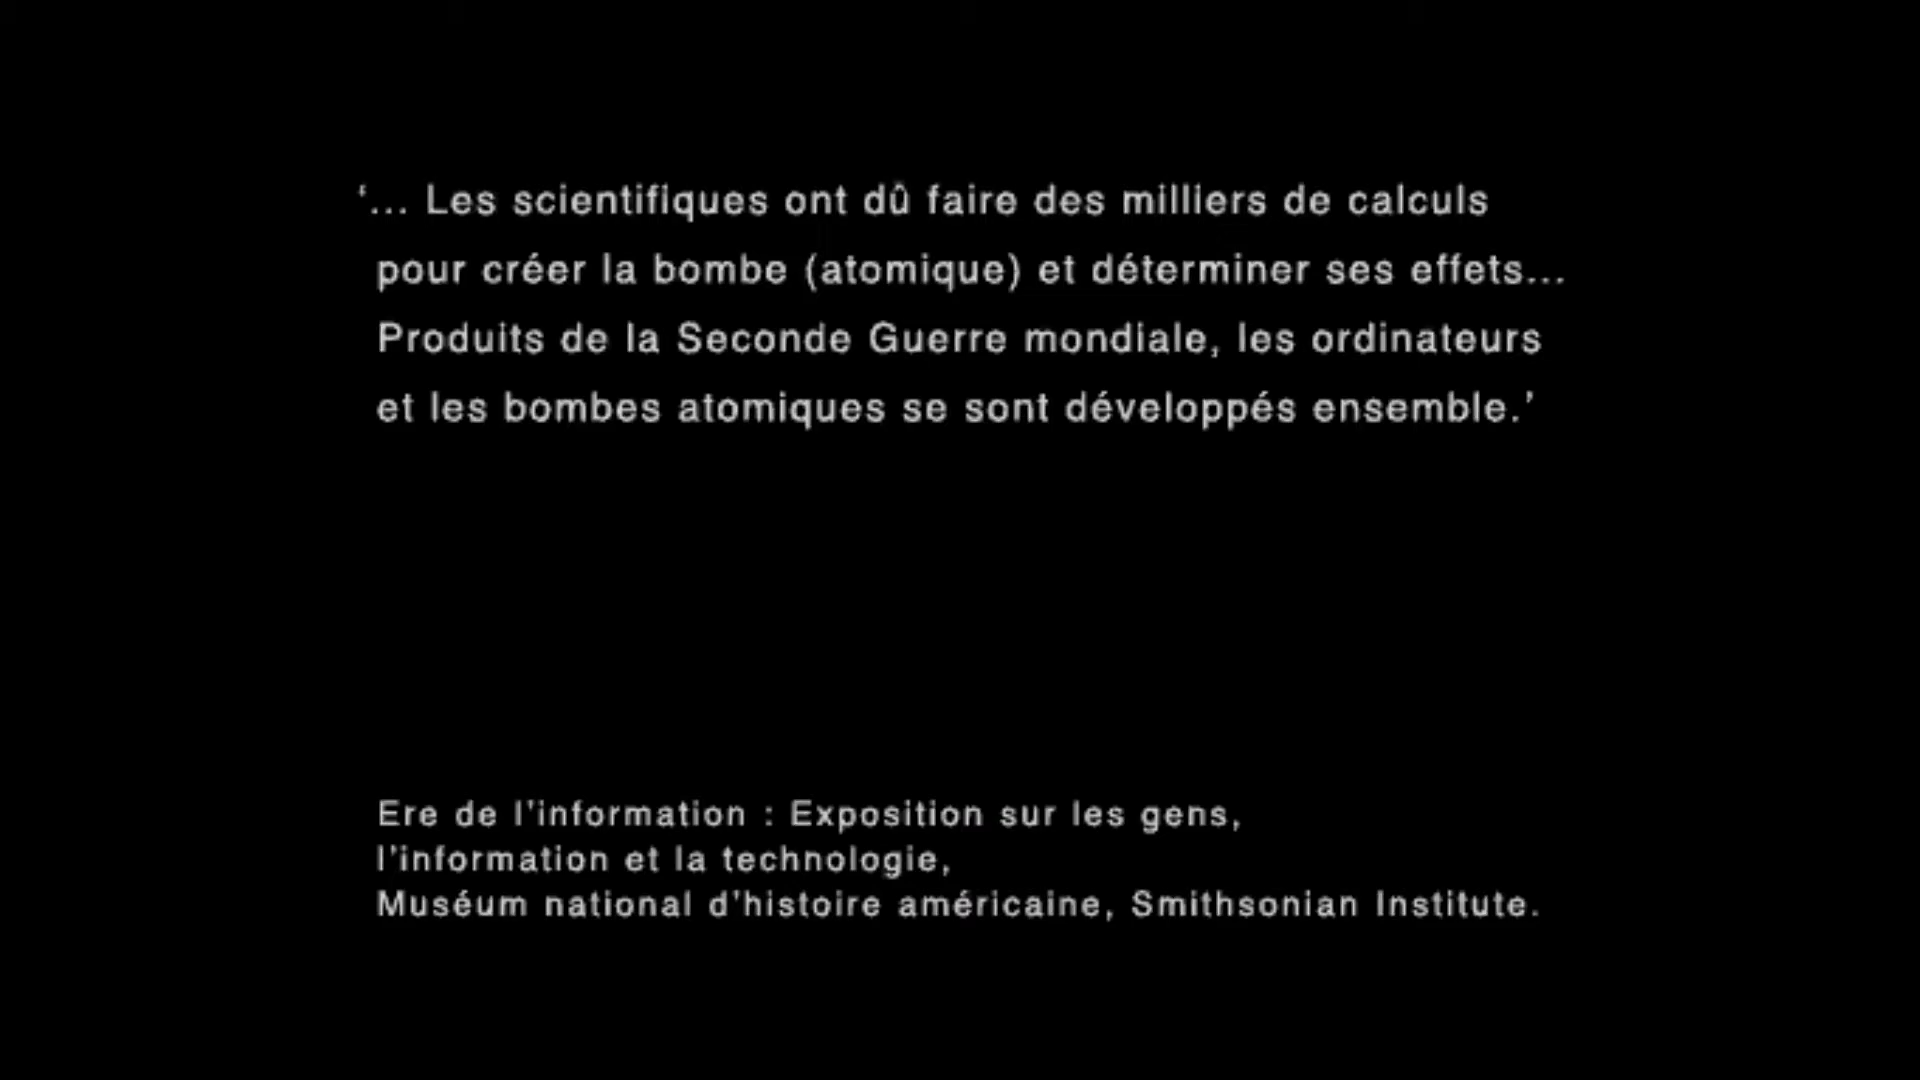 ‘... Les scientifiques ont dû faire des milliers de calculs
pour créer la bombe (atomique) et déterminer ses effets...
Produits de la Seconde Guerre mondiale, les ordinateurs
et les bombes atomiques se sont développés ensemble.’
Ere de l'information : Exposition sur les gens,
l'information et la technologie,
Muséum national d'histoire américaine, Smithsonian Institute.